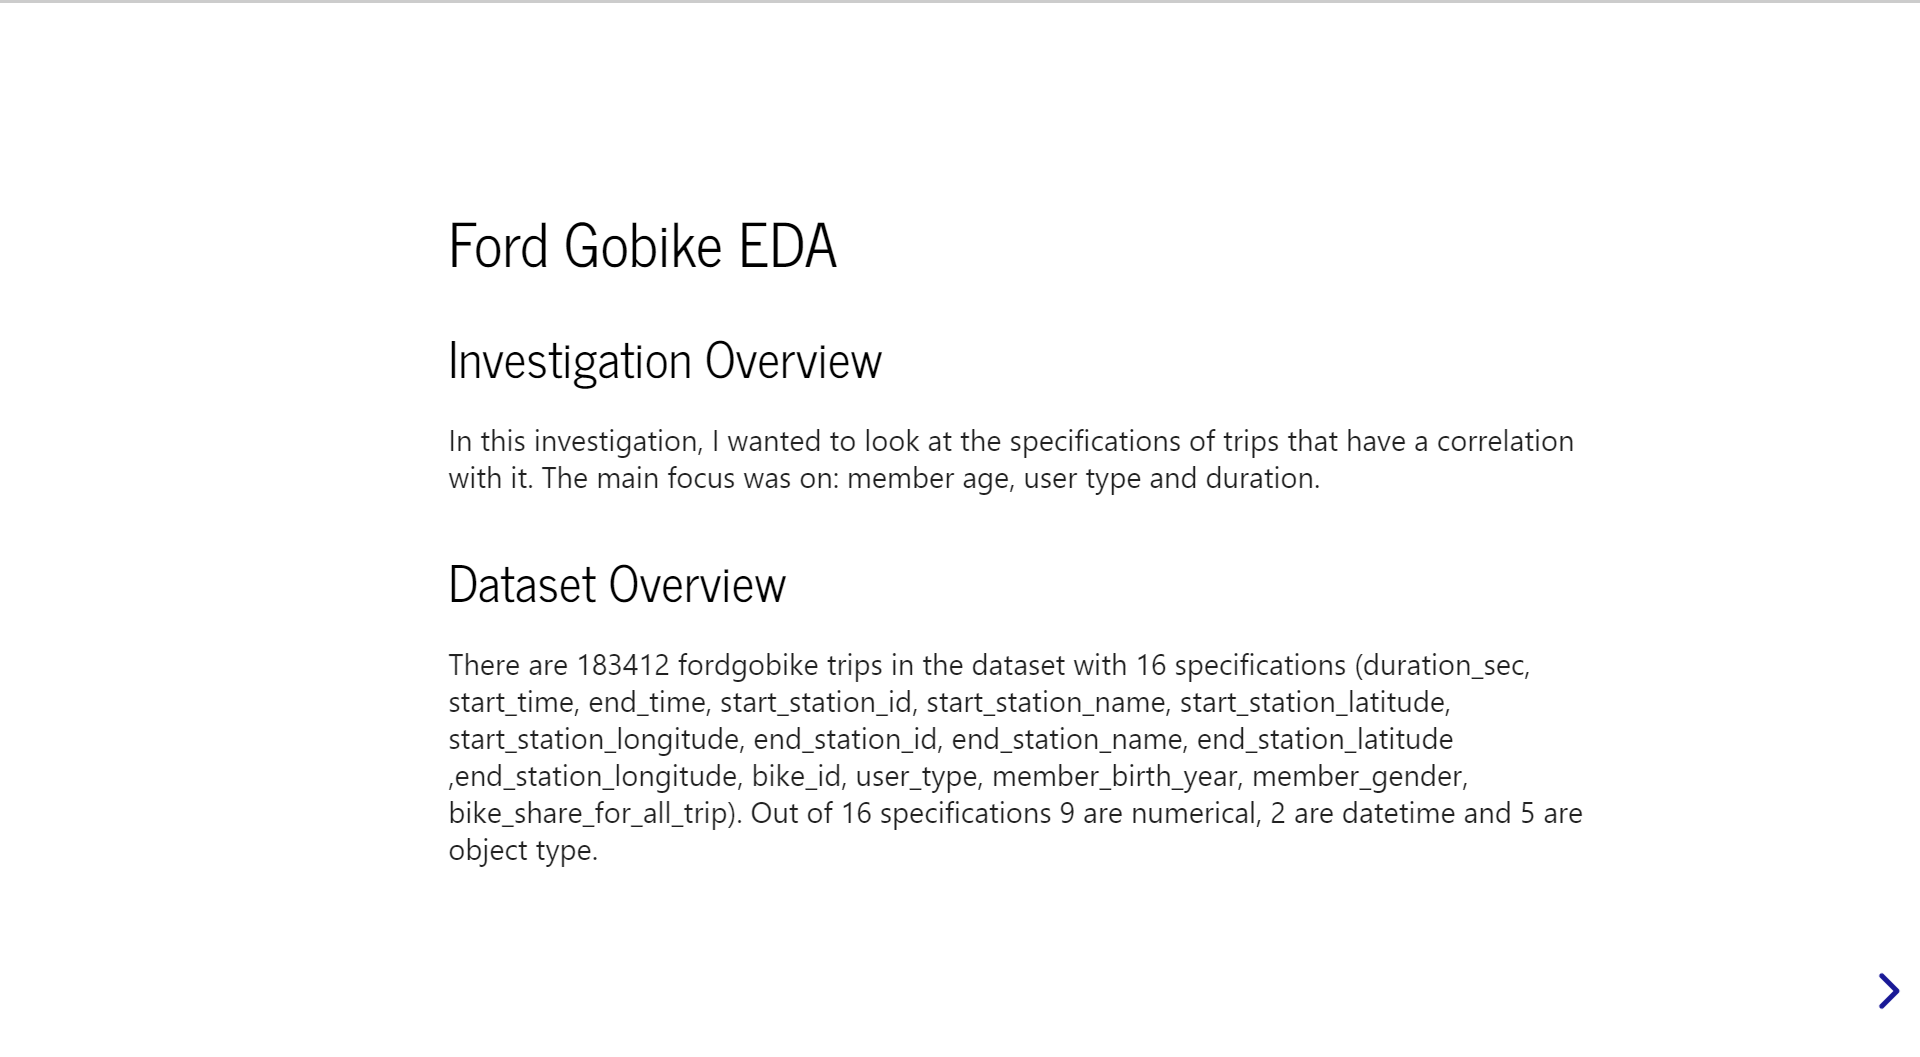 Ford Gobike EDA
Investigation Overview
In this investigation, I wanted to look at the specifications of trips that have a correlation
with it. The main focus was on: member age, user type and duration.
Dataset Overview
There are 183412 fordgobike trips in the dataset with 16 specifications (duration_sec,
start_time, end_time, start_station_id, start_station_name, start_station_latitude,
start_station_longitude, end_station_id, end_station_name, end_station_latitude
,end_station_longitude, bike_id, user_type, member_birth_year, member_gender,
bike_share_for_all_trip). Out of 16 specifications 9 are numerical, 2 are datetime and 5 are
object type.